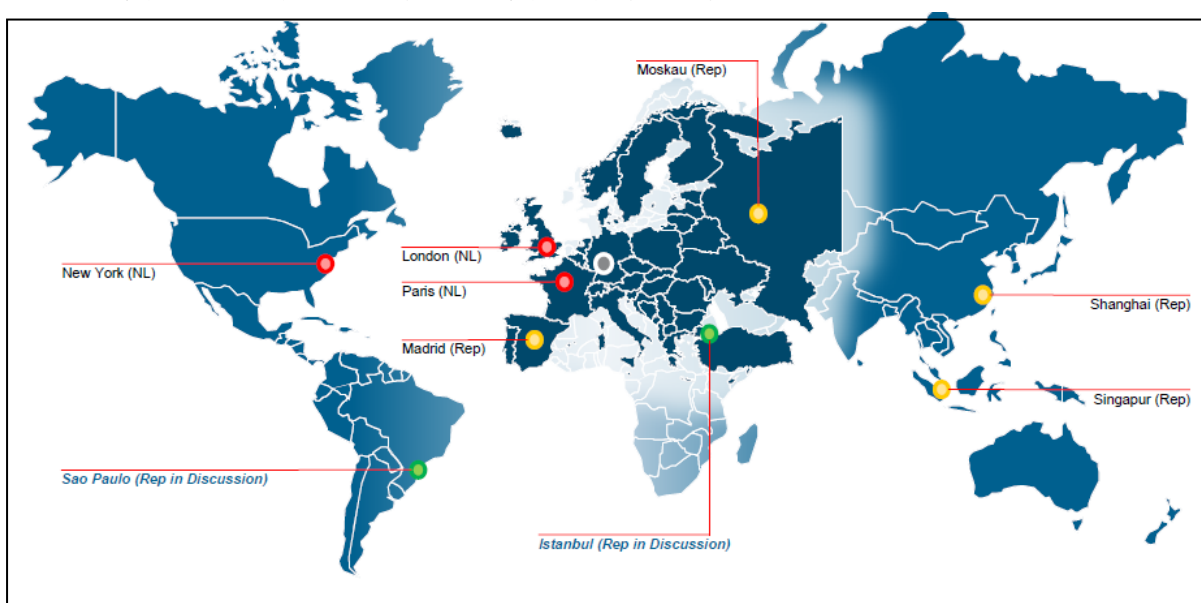 Moskau (Rep)
London (NL)
New York (NL)
Paris (NL)
Shanghai (Rep)
Madrid (Rep)
Singapur (Rep)
Sao Paulo (Rep in Discussion)
Istanbul (Rep in Discussion)